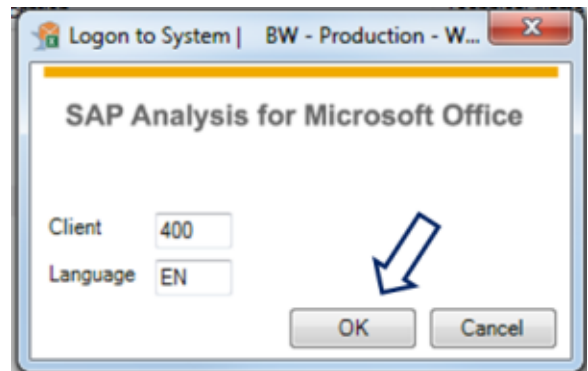 Logon to System | BW - Production - W...
SAP Analysis for Microsoft Office
Client 400
Language EN
OK Cancel